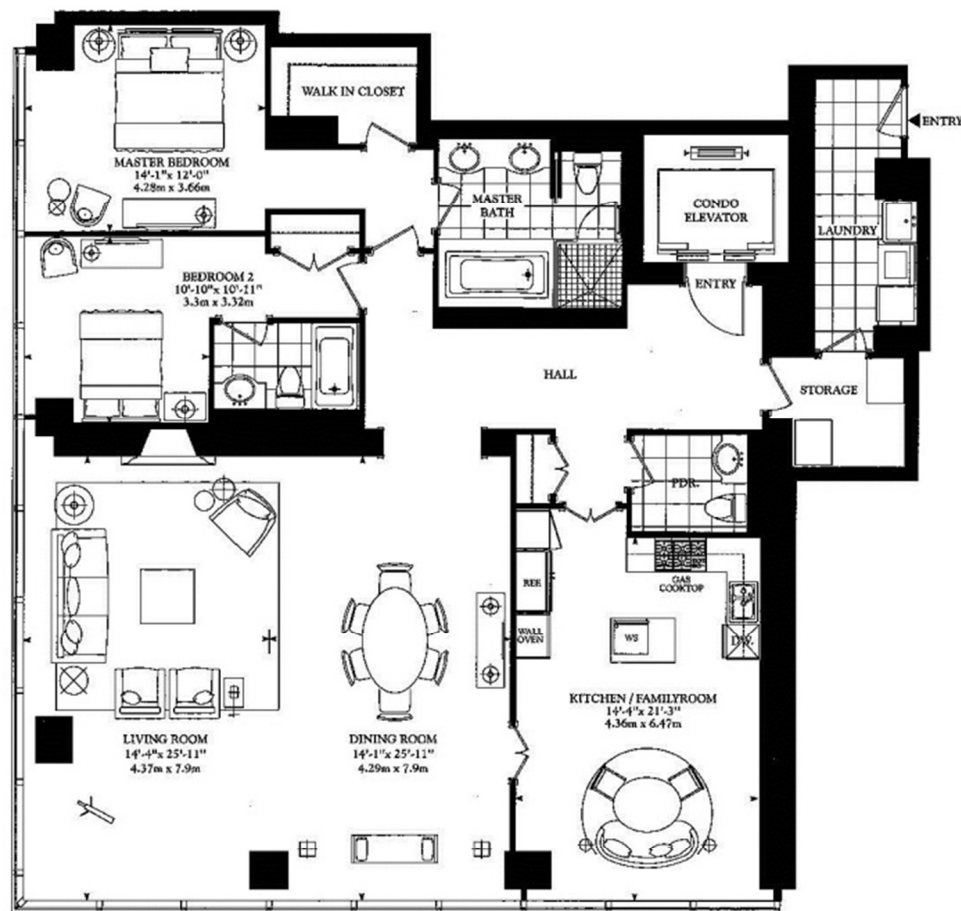 WALK IN CLOSET
MASTER BEDROOM
14'-1" x 12'-0"
4.28m x 3.66m
MASTER
BATH
CONDO
ELEVATOR
ENTRY
LAUNDRY
ENTRY
BEDROOM 2
10'-10" x 10'-11"
3.3m x 3.32m
HALL
STORAGE
PDR.
REF.
GAS
COOKTOP
WALL
OVEN
WS
D.W.
KITCHEN / FAMILYROOM
14'-4" x 21'-3"
4.36m x 6.47m
LIVING ROOM
14'-4" x 25'-11"
4.37m x 7.9m
DINING ROOM
14'-1" x 25'-11"
4.29m x 7.9m